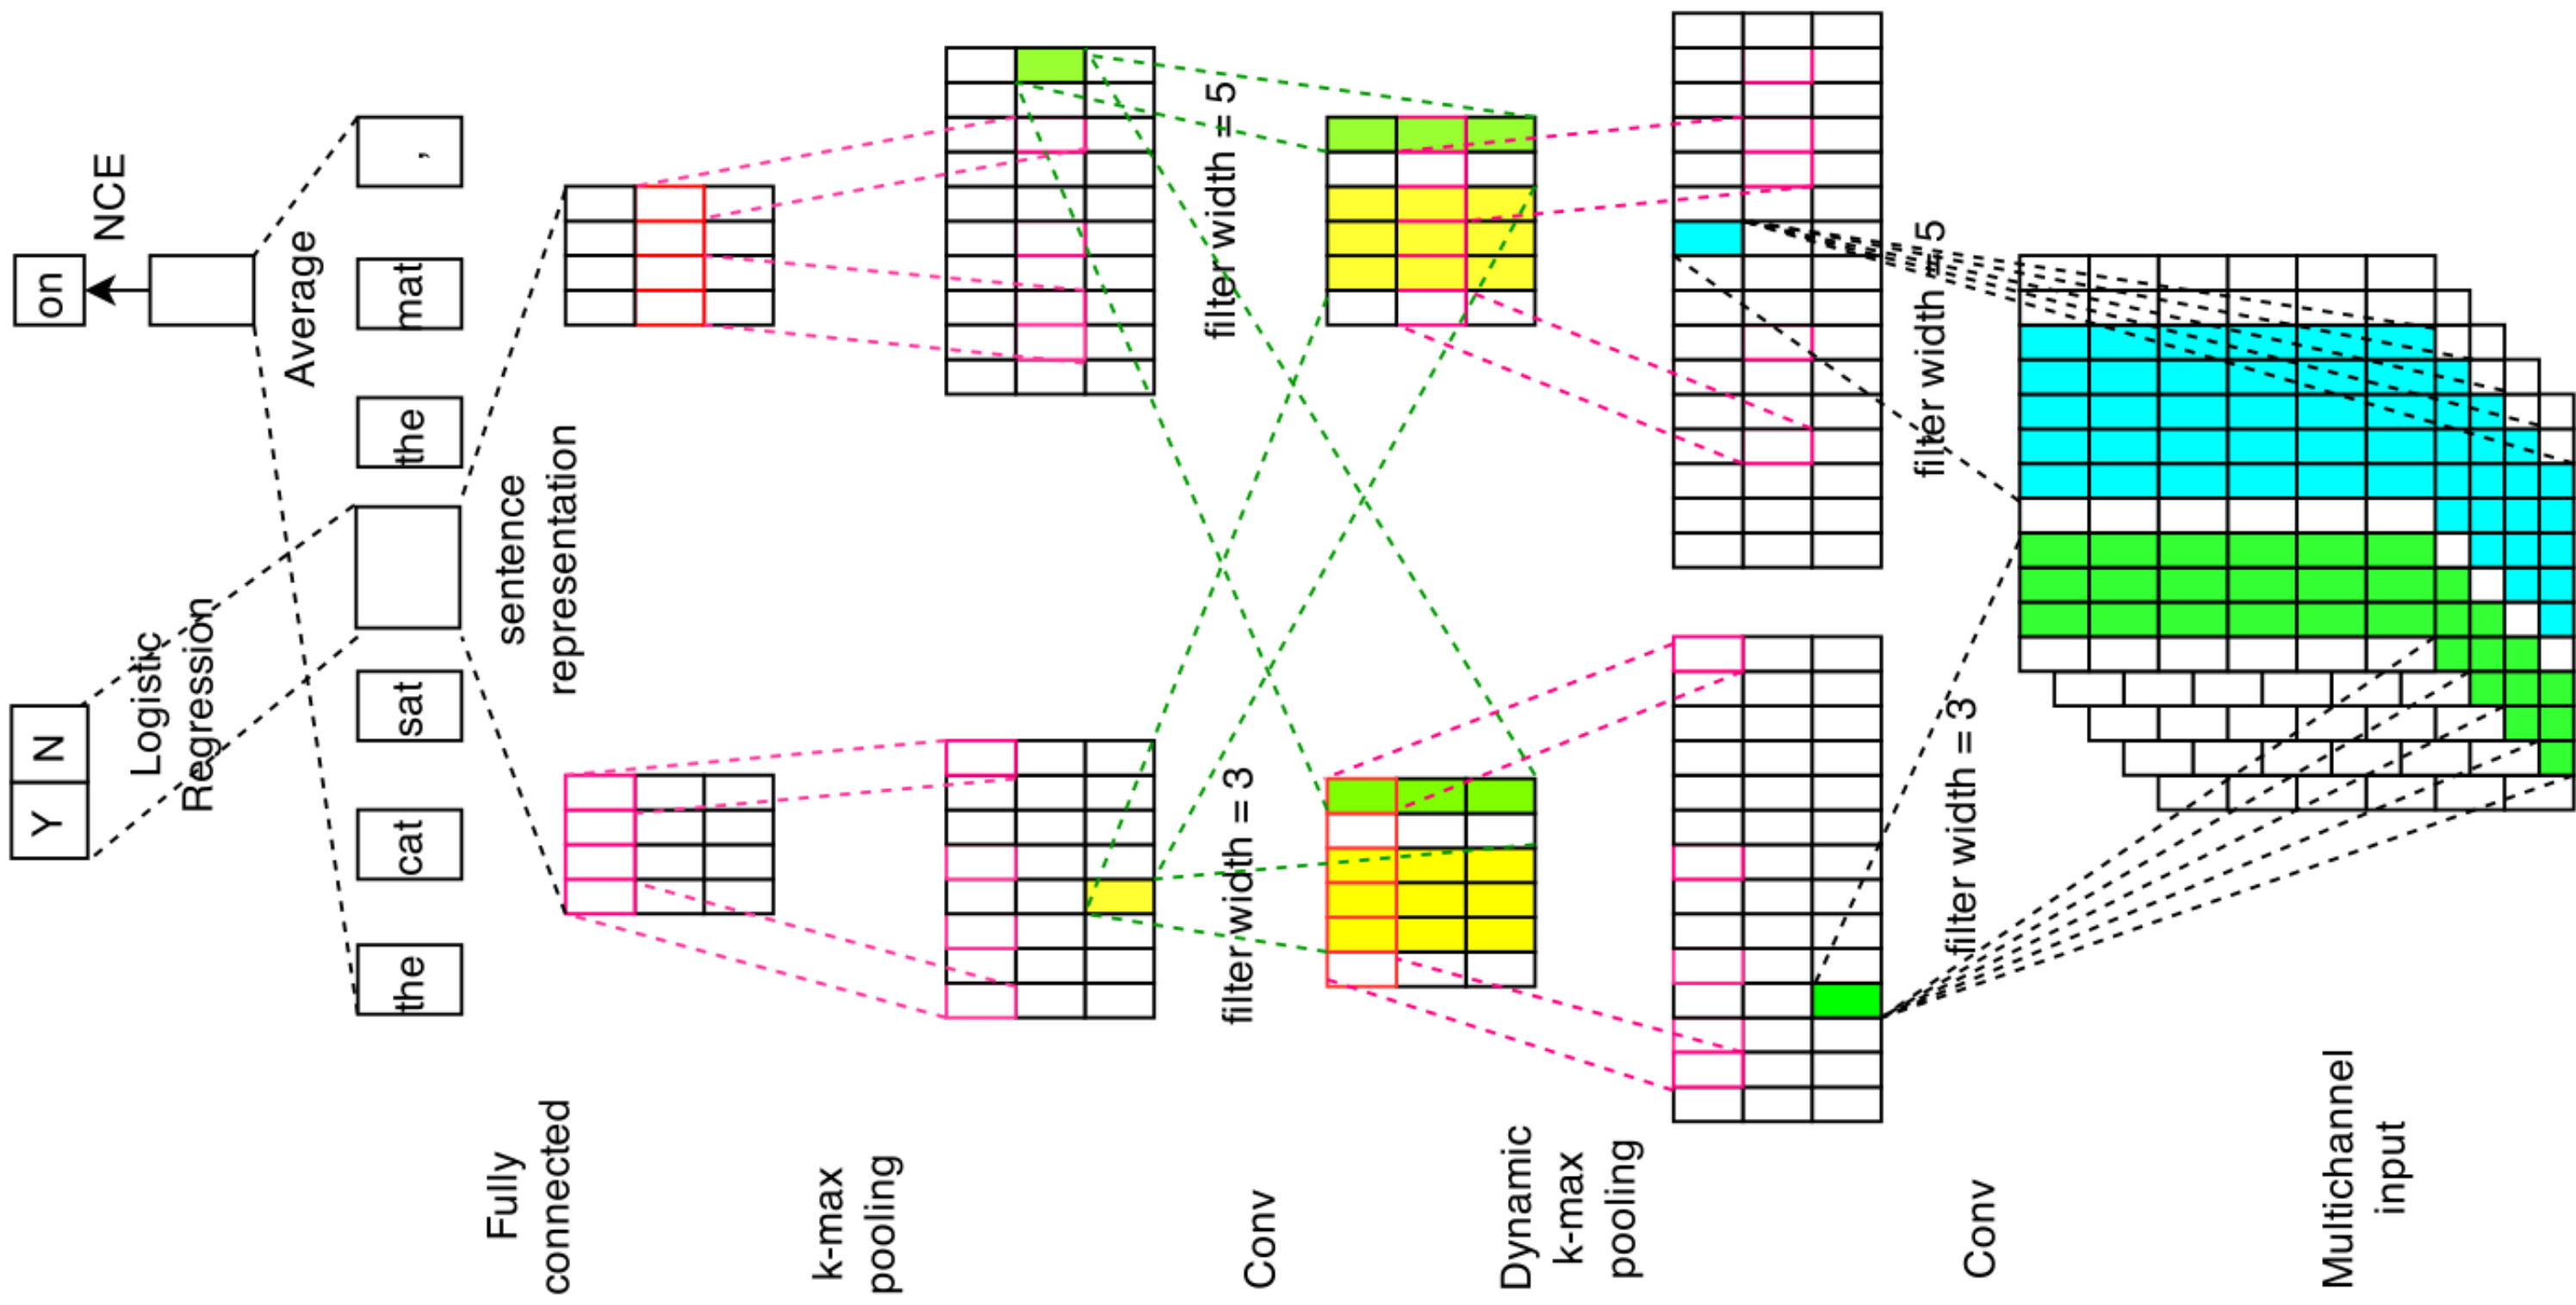 Y N
on
NCE
Logistic
Regression
Average
the cat sat the mat ,
Fully
connected
sentence
representation
k-max
pooling
Conv
filter width = 3
filter width = 5
Dynamic
k-max
pooling
Conv
filter width = 3
filter width = 5
Multichannel
input